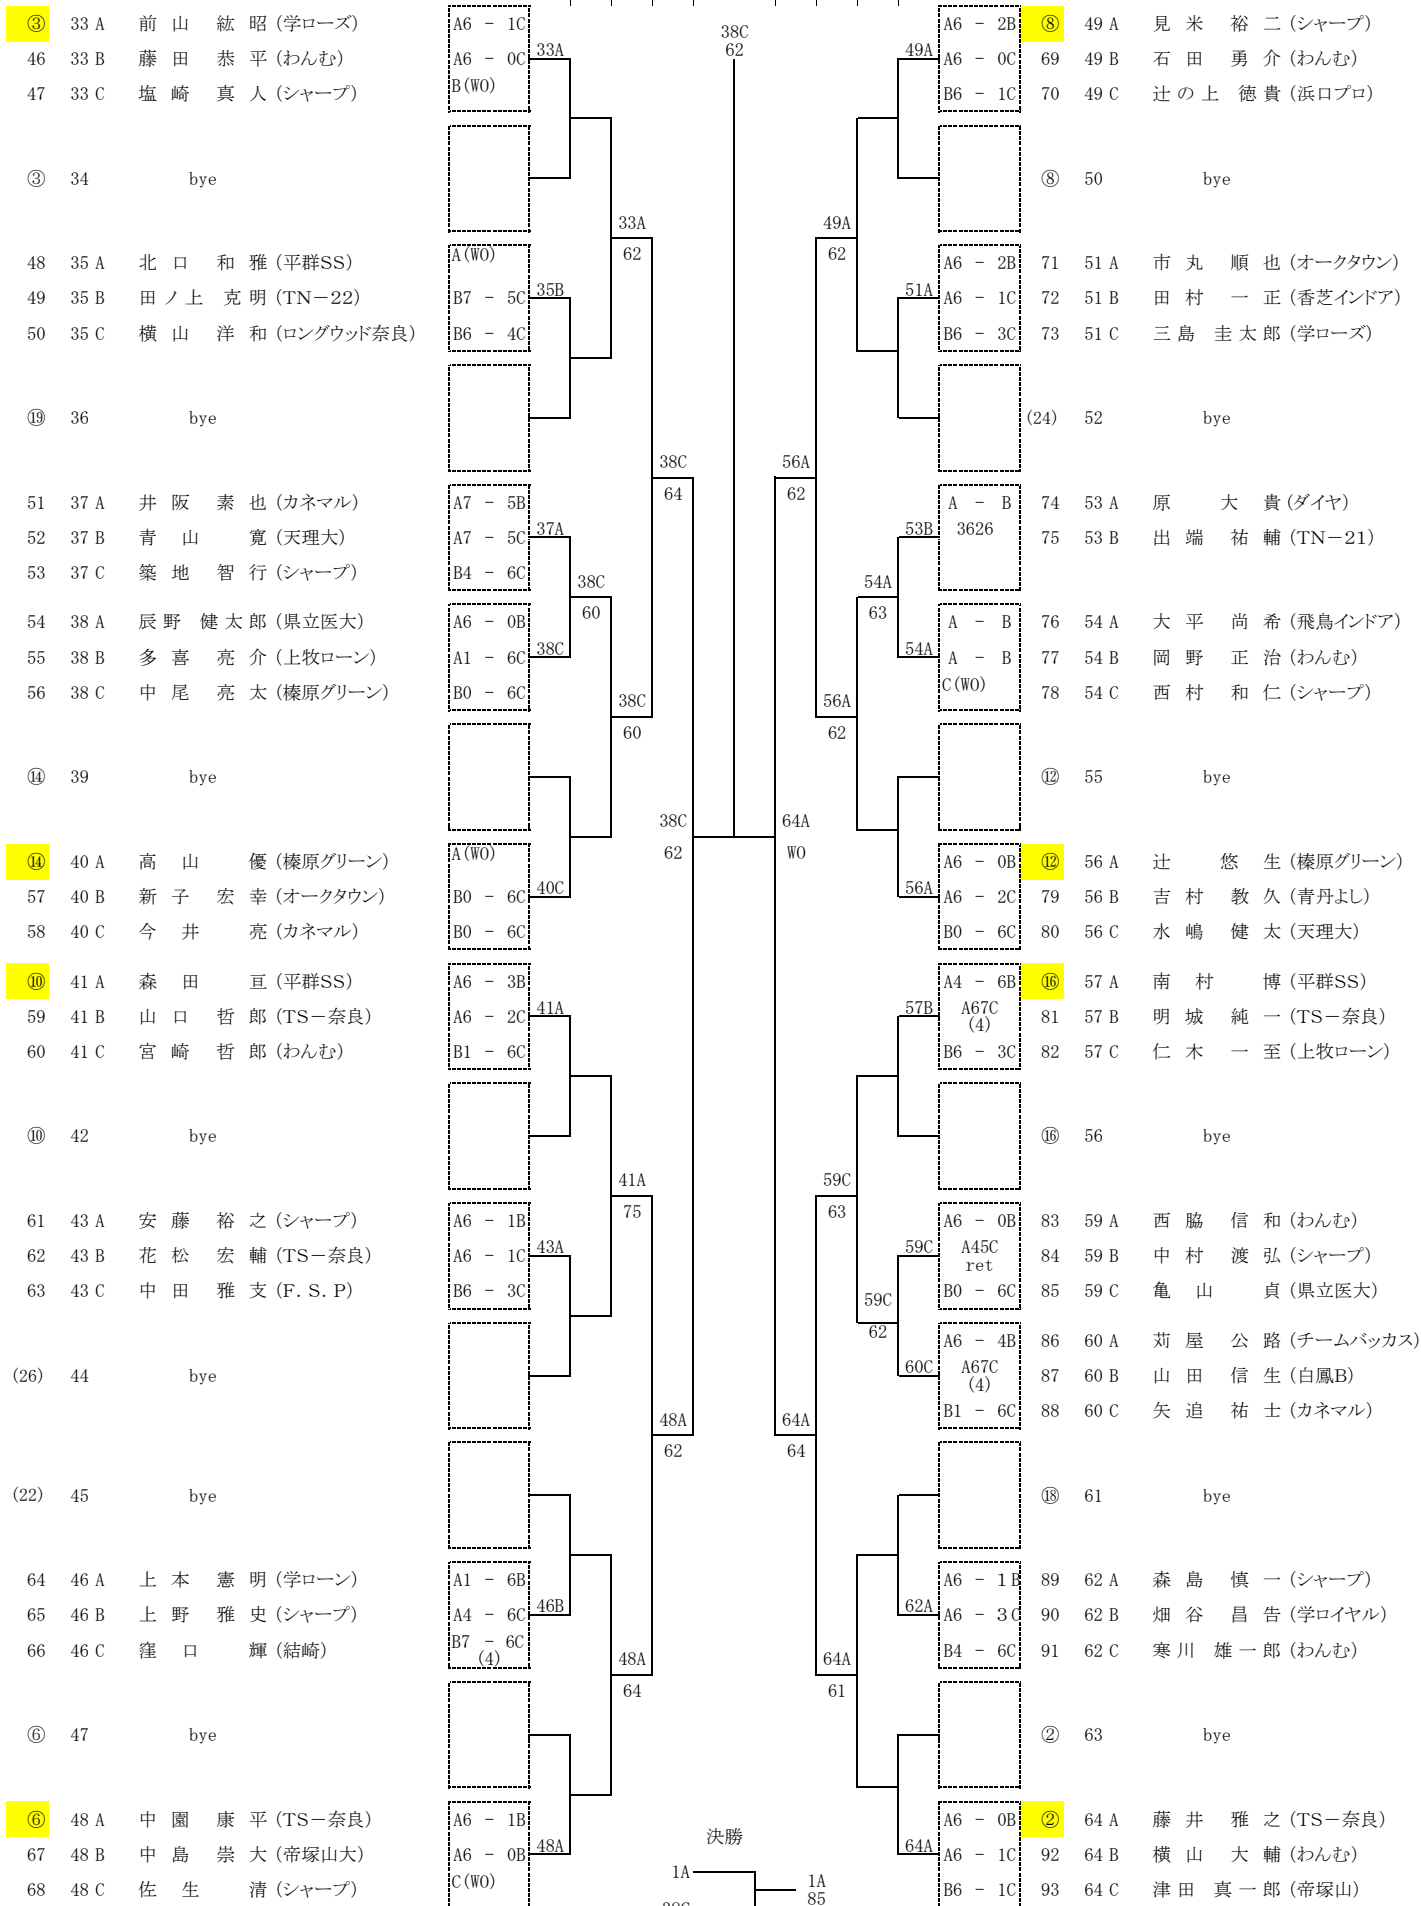 ③ 33 A 前 山 紘 昭 (学ローズ) A6 - 1C
46 33 B 藤 田 恭 平 (わんむ) A6 - 0C 33A
47 33 C 塩 崎 真 人 (シャープ) B(WO)
③ 34 bye
33A
62
48 35 A 北 口 和 雅 (平群SS) A(WO)
49 35 B 田ノ上 克 明 (TN-22) B7 - 5C 35B
50 35 C 横 山 洋 和 (ロングウッド奈良) B6 - 4C
⑲ 36 bye
38C
64
51 37 A 井 阪 素 也 (カネマル) A7 - 5B
52 37 B 青 山 寛 (天理大) A7 - 5C 37A
53 37 C 築 地 智 行 (シャープ) B4 - 6C
38C
60
54 38 A 辰 野 健太郎 (県立医大) A6 - 0B
55 38 B 多 喜 亮 介 (上牧ローン) A1 - 6C 38C
56 38 C 中 尾 亮 太 (榛原グリーン) B0 - 6C
38C
60
⑭ 39 bye
38C
62
⑭ 40 A 高 山 優 (榛原グリーン) A(WO)
57 40 B 新 子 宏 幸 (オークタウン) B0 - 6C 40C
58 40 C 今 井 亮 (カネマル) B0 - 6C
⑩ 41 A 森 田 亘 (平群SS) A6 - 3B
59 41 B 山 口 哲 郎 (TS-奈良) A6 - 2C 41A
60 41 C 宮 崎 哲 郎 (わんむ) B1 - 6C
⑩ 42 bye
41A
75
61 43 A 安 藤 裕 之 (シャープ) A6 - 1B
62 43 B 花 松 宏 輔 (TS-奈良) A6 - 1C 43A
63 43 C 中 田 雅 支 (F．S．P) B6 - 3C
(26) 44 bye
48A
62
(22) 45 bye
64 46 A 上 本 憲 明 (学ローン) A1 - 6B
65 46 B 上 野 雅 史 (シャープ) A4 - 6C 46B
66 46 C 窪 口 輝 (結崎) B7 - 6C
(4)
48A
64
⑥ 47 bye
⑥ 48 A 中 園 康 平 (TS-奈良) A6 - 1B
67 48 B 中 島 崇 大 (帝塚山大) A6 - 0B 48A
68 48 C 佐 生 清 (シャープ) C(WO)
38C
62
A6 - 2B ⑧ 49 A 見 米 裕 二 (シャープ)
49A A6 - 0C 69 49 B 石 田 勇 介 (わんむ)
B6 - 1C 70 49 C 辻の上 徳 貴 (浜口プロ)
⑧ 50 bye
49A
62
A6 - 2B 71 51 A 市 丸 順 也 (オークタウン)
51A A6 - 1C 72 51 B 田 村 一 正 (香芝インドア)
B6 - 3C 73 51 C 三 島 圭太郎 (学ローズ)
(24) 52 bye
56A
62
A - B 74 53 A 原 大 貴 (ダイヤ)
53B 3626 75 53 B 出 端 祐 輔 (TN-21)
54A
63
A - B 76 54 A 大 平 尚 希 (飛鳥インドア)
54A A - B 77 54 B 岡 野 正 治 (わんむ)
C(WO) 78 54 C 西 村 和 仁 (シャープ)
56A
62
⑫ 55 bye
64A
WO
A6 - 0B ⑫ 56 A 辻 悠 生 (榛原グリーン)
56A A6 - 2C 79 56 B 吉 村 教 久 (青丹よし)
B0 - 6C 80 56 C 水 嶋 健 太 (天理大)
A4 - 6B ⑯ 57 A 南 村 博 (平群SS)
57B A67C
(4) 81 57 B 明 城 純 一 (TS-奈良)
B6 - 3C 82 57 C 仁 木 一 至 (上牧ローン)
⑯ 56 bye
59C
63
A6 - 0B 83 59 A 西 脇 信 和 (わんむ)
59C A45C
ret 84 59 B 中 村 渡 弘 (シャープ)
B0 - 6C 85 59 C 亀 山 貞 (県立医大)
59C
62
A6 - 4B 86 60 A 苅 屋 公 路 (チームバッカス)
60C A67C
(4) 87 60 B 山 田 信 生 (白鳳B)
B1 - 6C 88 60 C 矢 追 祐 士 (カネマル)
64A
64
⑱ 61 bye
A6 - 1B 89 62 A 森 島 慎 一 (シャープ)
62A A6 - 3C 90 62 B 畑 谷 昌 告 (学ロイヤル)
B4 - 6C 91 62 C 寒 川 雄一郎 (わんむ)
64A
61
② 63 bye
A6 - 0B ② 64 A 藤 井 雅 之 (TS-奈良)
64A A6 - 1C 92 64 B 横 山 大 輔 (わんむ)
B6 - 1C 93 64 C 津 田 真一郎 (帝塚山)
決勝
1A
1A
85